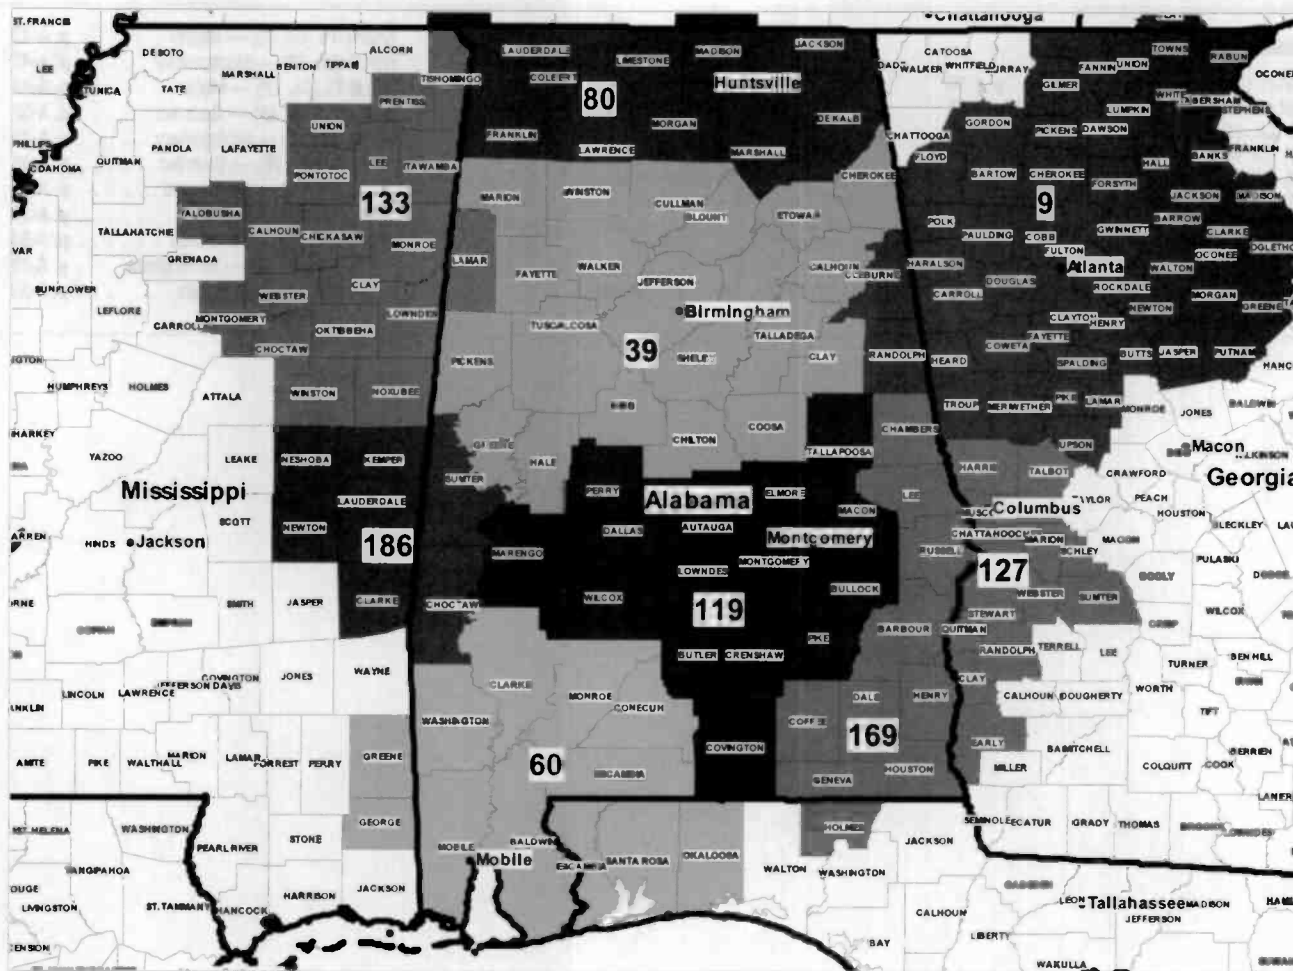 ST. FRANCIS
Chattanooga
DESOTO
ALCORN
LAUDERDALE
MADISON
JACKSON
CATOOSA
TOWNS
RABUN
LEE
MARSHALL
BENTON
TIPPAH
TISHOMINGO
COLBERT
LIMESTONE
Huntsville
DADE
WALKER
WHITFIELD
MURRAY
FANNIN
UNION
OCONEE
TUNICA
TATE
PRENTISS
80
GILMER
WHITE
HABERSHAM
STEPHENS
PHILLIPS
UNION
FRANKLIN
MORGAN
DEKALB
CHATTOOGA
GORDON
LUMPKIN
PICKENS
DAWSON
COAHOMA
QUITMAN
PANOLA
LAFAYETTE
LEE
ITAWAMBA
LAWRENCE
MARSHALL
FLOYD
HALL
BANKS
FRANKLIN
PONTOTOC
CHEROKEE
BARTOW
CHEROKEE
FORSYTH
JACKSON
MADISON
133
MARION
WINSTON
CULLMAN
BLOUNT
ETOWAH
9
YALOBUSHA
CALHOUN
CHICKASAW
MONROE
POLK
PAULDING
COBB
GWINNETT
BARROW
CLARKE
TALLAHATCHIE
GRENADA
LAMAR
FAYETTE
WALKER
JEFFERSON
CALHOUN
CLEBURNE
HARALSON
FULTON
Atlanta
WALTON
OCONEE
SUNFLOWER
CLAY
DOUGLAS
ROCKDALE
LEFLORE
WEBSTER
CARROLL
NEWTON
MORGAN
GREENE
CARROLL
MONTGOMERY
LOWNDES
OKTIBBEHA
TUSCALOOSA
Birmingham
TALLADEGA
CLAYTON
HENRY
FAYETTE
CHOCTAW
39
PICKENS
SHELBY
CLAY
RANDOLPH
HEARD
COWETA
SPALDING
BUTTS
JASPER
PUTNAM
HUMPHREYS
HOLMES
ATTALA
WINSTON
NOXUBEE
BIBB
TROUP
MERIWETHER
PIKE
LAMAR
MONROE
JONES
BALDWIN
GREENE
CHILTON
COOSA
CHAMBERS
UPSON
Macon
WILKINSON
YAZOO
LEAKE
NESHOBA
KEMPER
HALE
TALLAPOOSA
HARRIS
TALBOT
CRAWFORD
Mississippi
SUMTER
PERRY
Alabama
ELMORE
LEE
Georgia
LAUDERDALE
MACON
Columbus
TAYLOR
PEACH
HOUSTON
SCOTT
NEWTON
DALLAS
AUTAUGA
CHATTAHOOCHEE
MARION
BLECKLEY
HINDS
Jackson
186
MARENGO
Montgomery
RUSSELL
SCHLEY
MACON
PULASKI
LOWNDES
MONTGOMERY
127
DOOLY
SMITH
JASPER
CLARKE
CHOCTAW
WILCOX
119
BULLOCK
WEBSTER
SUMTER
STEWART
WILCOX
BARBOUR
QUITMAN
CRISP
PIKE
RANDOLPH
TERRELL
LEE
BUTLER
CRENSHAW
TURNER
BEN HILL
COVINGTON
JONES
WAYNE
CLARKE
CLAY
LINCOLN
LAWRENCE
JEFFERSON DAVIS
MONROE
CONECUH
DALE
HENRY
CALHOUN
DOUGHERTY
WORTH
TIFT
WASHINGTON
COFFEE
169
AMITE
PIKE
WALTHALL
MARION
LAMAR
FORREST
PERRY
GREENE
60
ESCAMBIA
COVINGTON
EARLY
BAKER
MITCHELL
COLQUITT
COOK
BERRIEN
GENEVA
HOUSTON
MILLER
LANIER
WASHINGTON
PEARL RIVER
STONE
GEORGE
MOBILE
BALDWIN
HOLMES
SEMINOLE
DECATUR
GRADY
THOMAS
Mobile
ESCAMBIA
SANTA ROSA
OKALOOSA
WALTON
WASHINGTON
JACKSON
TANGIPAHOA
HARRISON
JACKSON
LIVINGSTON
ST. TAMMANY
HANCOCK
CALHOUN
LEON
Tallahassee
MADISON
JEFFERSON
BAY
LIBERTY
WAKULLA